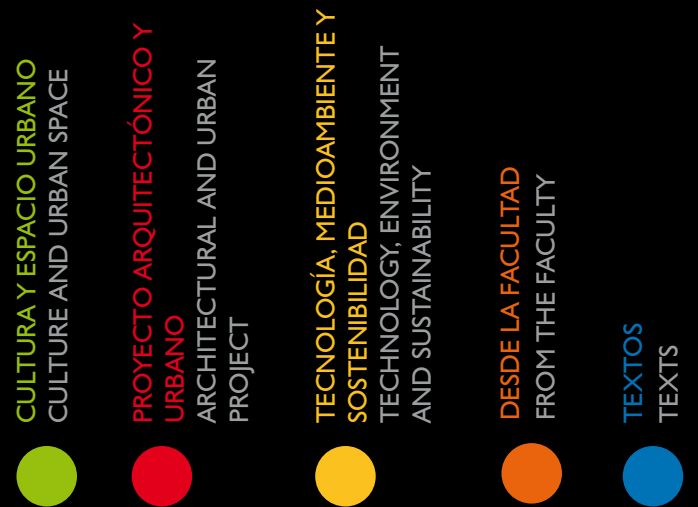 CULTURA Y ESPACIO URBANO
CULTURE AND URBAN SPACE
PROYECTO ARQUITECTÓNICO Y
URBANO
ARCHITECTURAL AND URBAN
PROJECT
TECNOLOGÍA, MEDIOAMBIENTE Y
SOSTENIBILIDAD
TECHNOLOGY, ENVIRONMENT
AND SUSTAINABILITY
DESDE LA FACULTAD
FROM THE FACULTY
TEXTOS
TEXTS